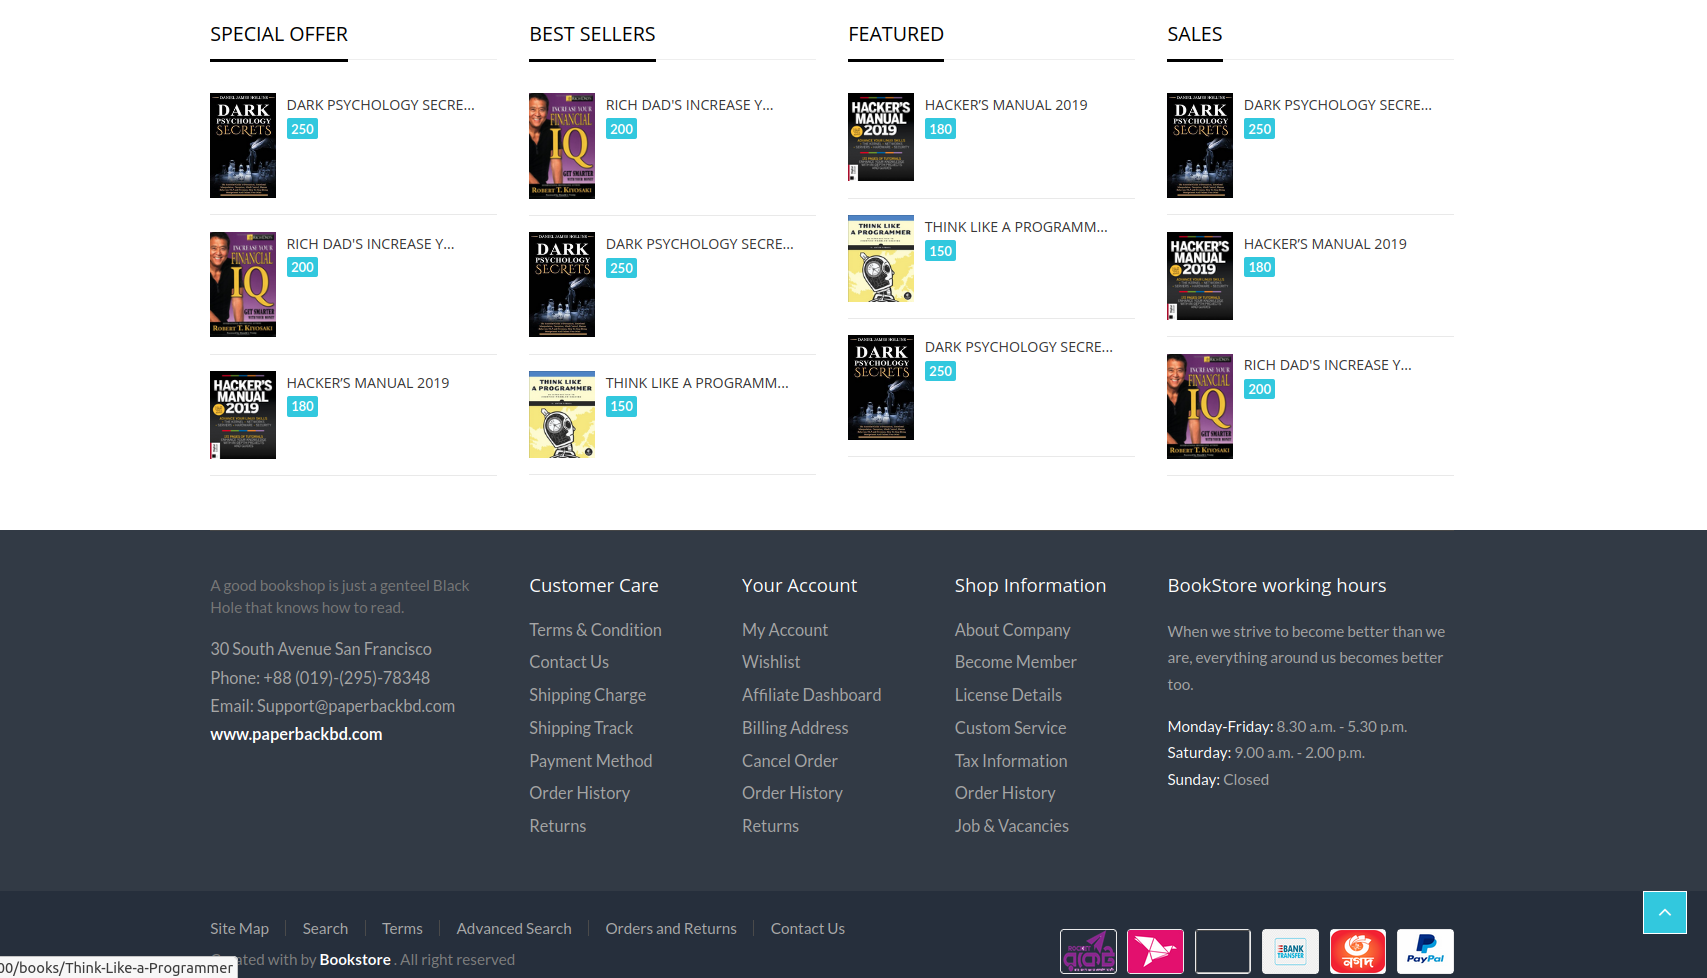 SPECIAL OFFER
DARK PSYCHOLOGY SECRE...
250
RICH DAD'S INCREASE Y...
200
HACKER'S MANUAL 2019
180
BEST SELLERS
RICH DAD'S INCREASE Y...
200
DARK PSYCHOLOGY SECRE...
250
THINK LIKE A PROGRAMM...
150
FEATURED
HACKER'S MANUAL 2019
180
THINK LIKE A PROGRAMM...
150
DARK PSYCHOLOGY SECRE...
250
SALES
DARK PSYCHOLOGY SECRE...
250
HACKER'S MANUAL 2019
180
RICH DAD'S INCREASE Y...
200
A good bookshop is just a genteel Black
Hole that knows how to read.
30 South Avenue San Francisco
Phone: +88 (019)-(295)-78348
Email: Support@paperbackbd.com
www.paperbackbd.com
Customer Care
Terms & Condition
Contact Us
Shipping Charge
Shipping Track
Payment Method
Order History
Returns
Your Account
My Account
Wishlist
Affiliate Dashboard
Billing Address
Cancel Order
Order History
Returns
Shop Information
About Company
Become Member
License Details
Custom Service
Tax Information
Order History
Job & Vacancies
BookStore working hours
When we strive to become better than we
are, everything around us becomes better
too.
Monday-Friday: 8.30 a.m. - 5.30 p.m.
Saturday: 9.00 a.m. - 2.00 p.m.
Sunday: Closed
Site Map
Search
Terms
Advanced Search
Orders and Returns
Contact Us
ated with by Bookstore . All right reserved
00/books/Think-Like-a-Programmer
রকেট
BANK
TRANSFER
নগদ
PayPal